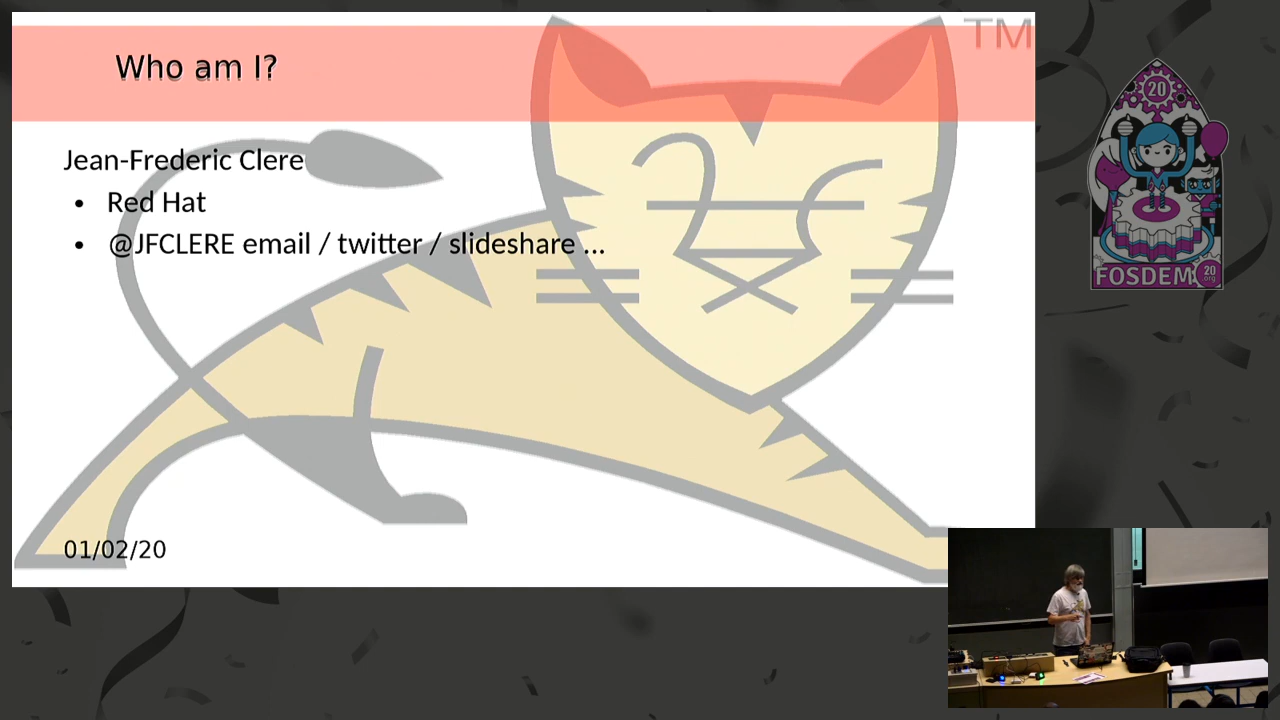 TM
Who am I?
Jean-Frederic Clere
• Red Hat
• @JFCLERE email / twitter / slideshare ...
01/02/20
20
FOSDEM
20
.org